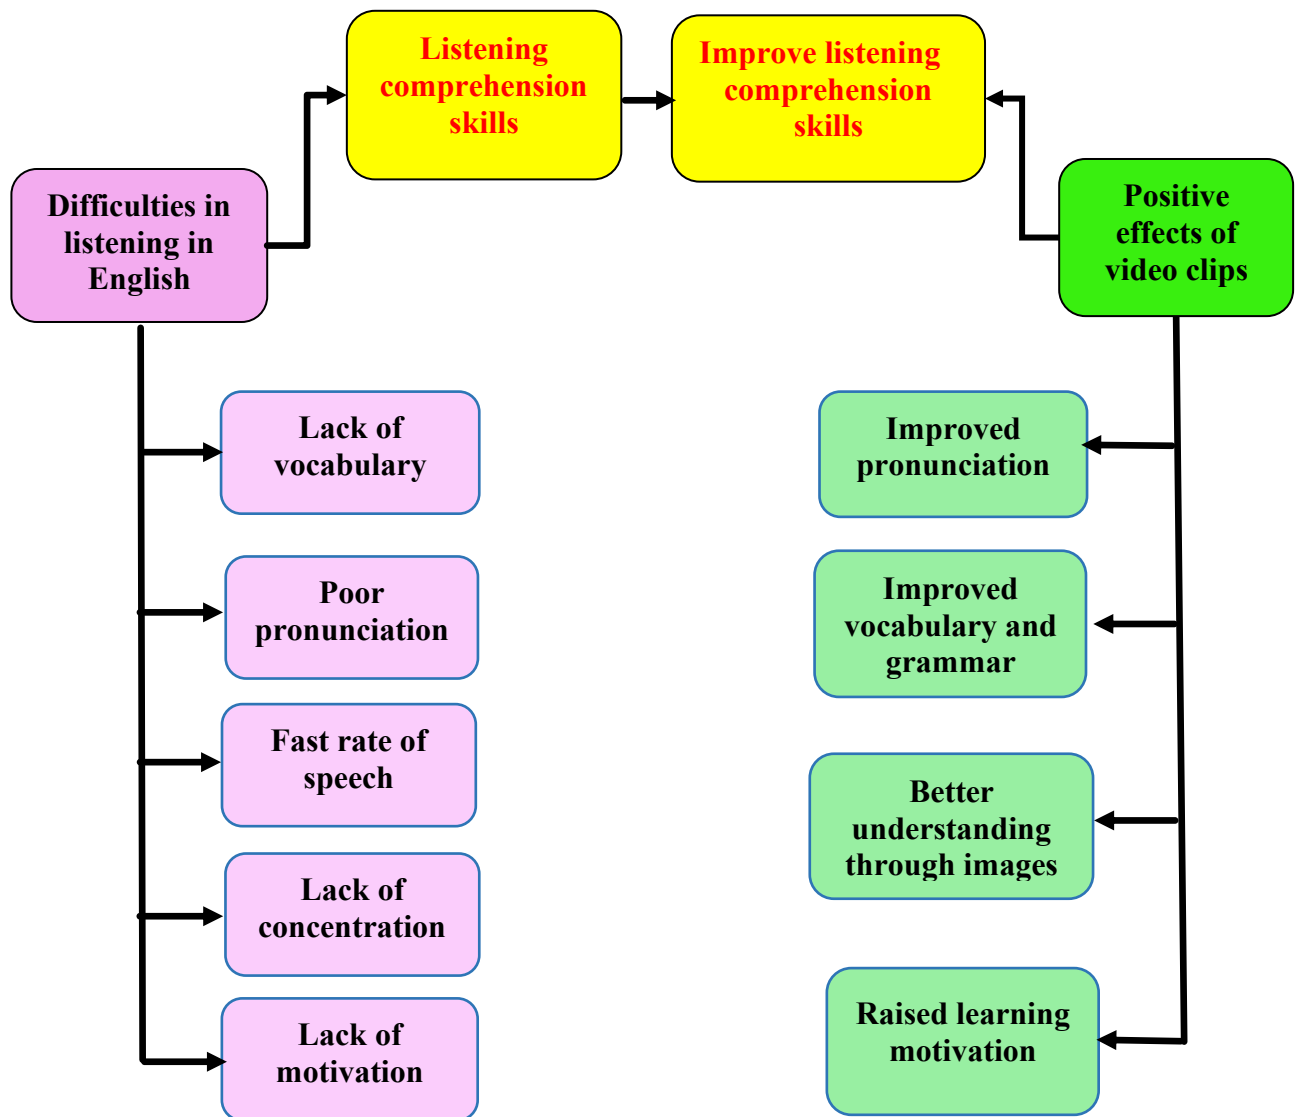 Listening
comprehension
skills
Improve listening
comprehension
skills
Difficulties in
listening in
English
Positive
effects of
video clips
Lack of
vocabulary
Poor
pronunciation
Fast rate of
speech
Lack of
concentration
Lack of
motivation
Improved
pronunciation
Improved
vocabulary and
grammar
Better
understanding
through images
Raised learning
motivation